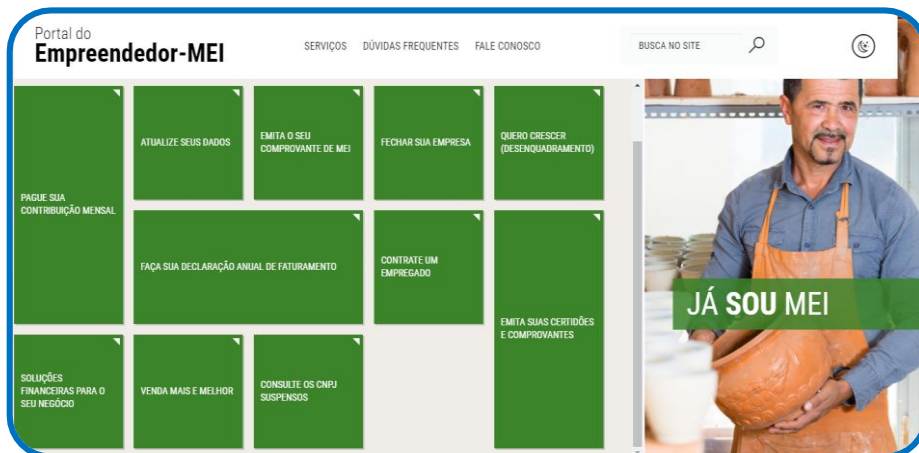 Portal do
Empreendedor-MEI
SERVIÇOS DÚVIDAS FREQUENTES FALE CONOSCO
BUSCA NO SITE
PAGUE SUA
CONTRIBUIÇÃO MENSAL
ATUALIZE SEUS DADOS
EMITA O SEU
COMPROVANTE DE MEI
FECHAR SUA EMPRESA
QUERO CRESCER
(DESENQUADRAMENTO)
FAÇA SUA DECLARAÇÃO ANUAL DE FATURAMENTO
CONTRATE UM
EMPREGADO
EMITA SUAS CERTIDÕES
E COMPROVANTES
SOLUÇÕES
FINANCEIRAS PARA O
SEU NEGÓCIO
VENDA MAIS E MELHOR
CONSULTE OS CNPJ
SUSPENSOS
JÁ SOU MEI